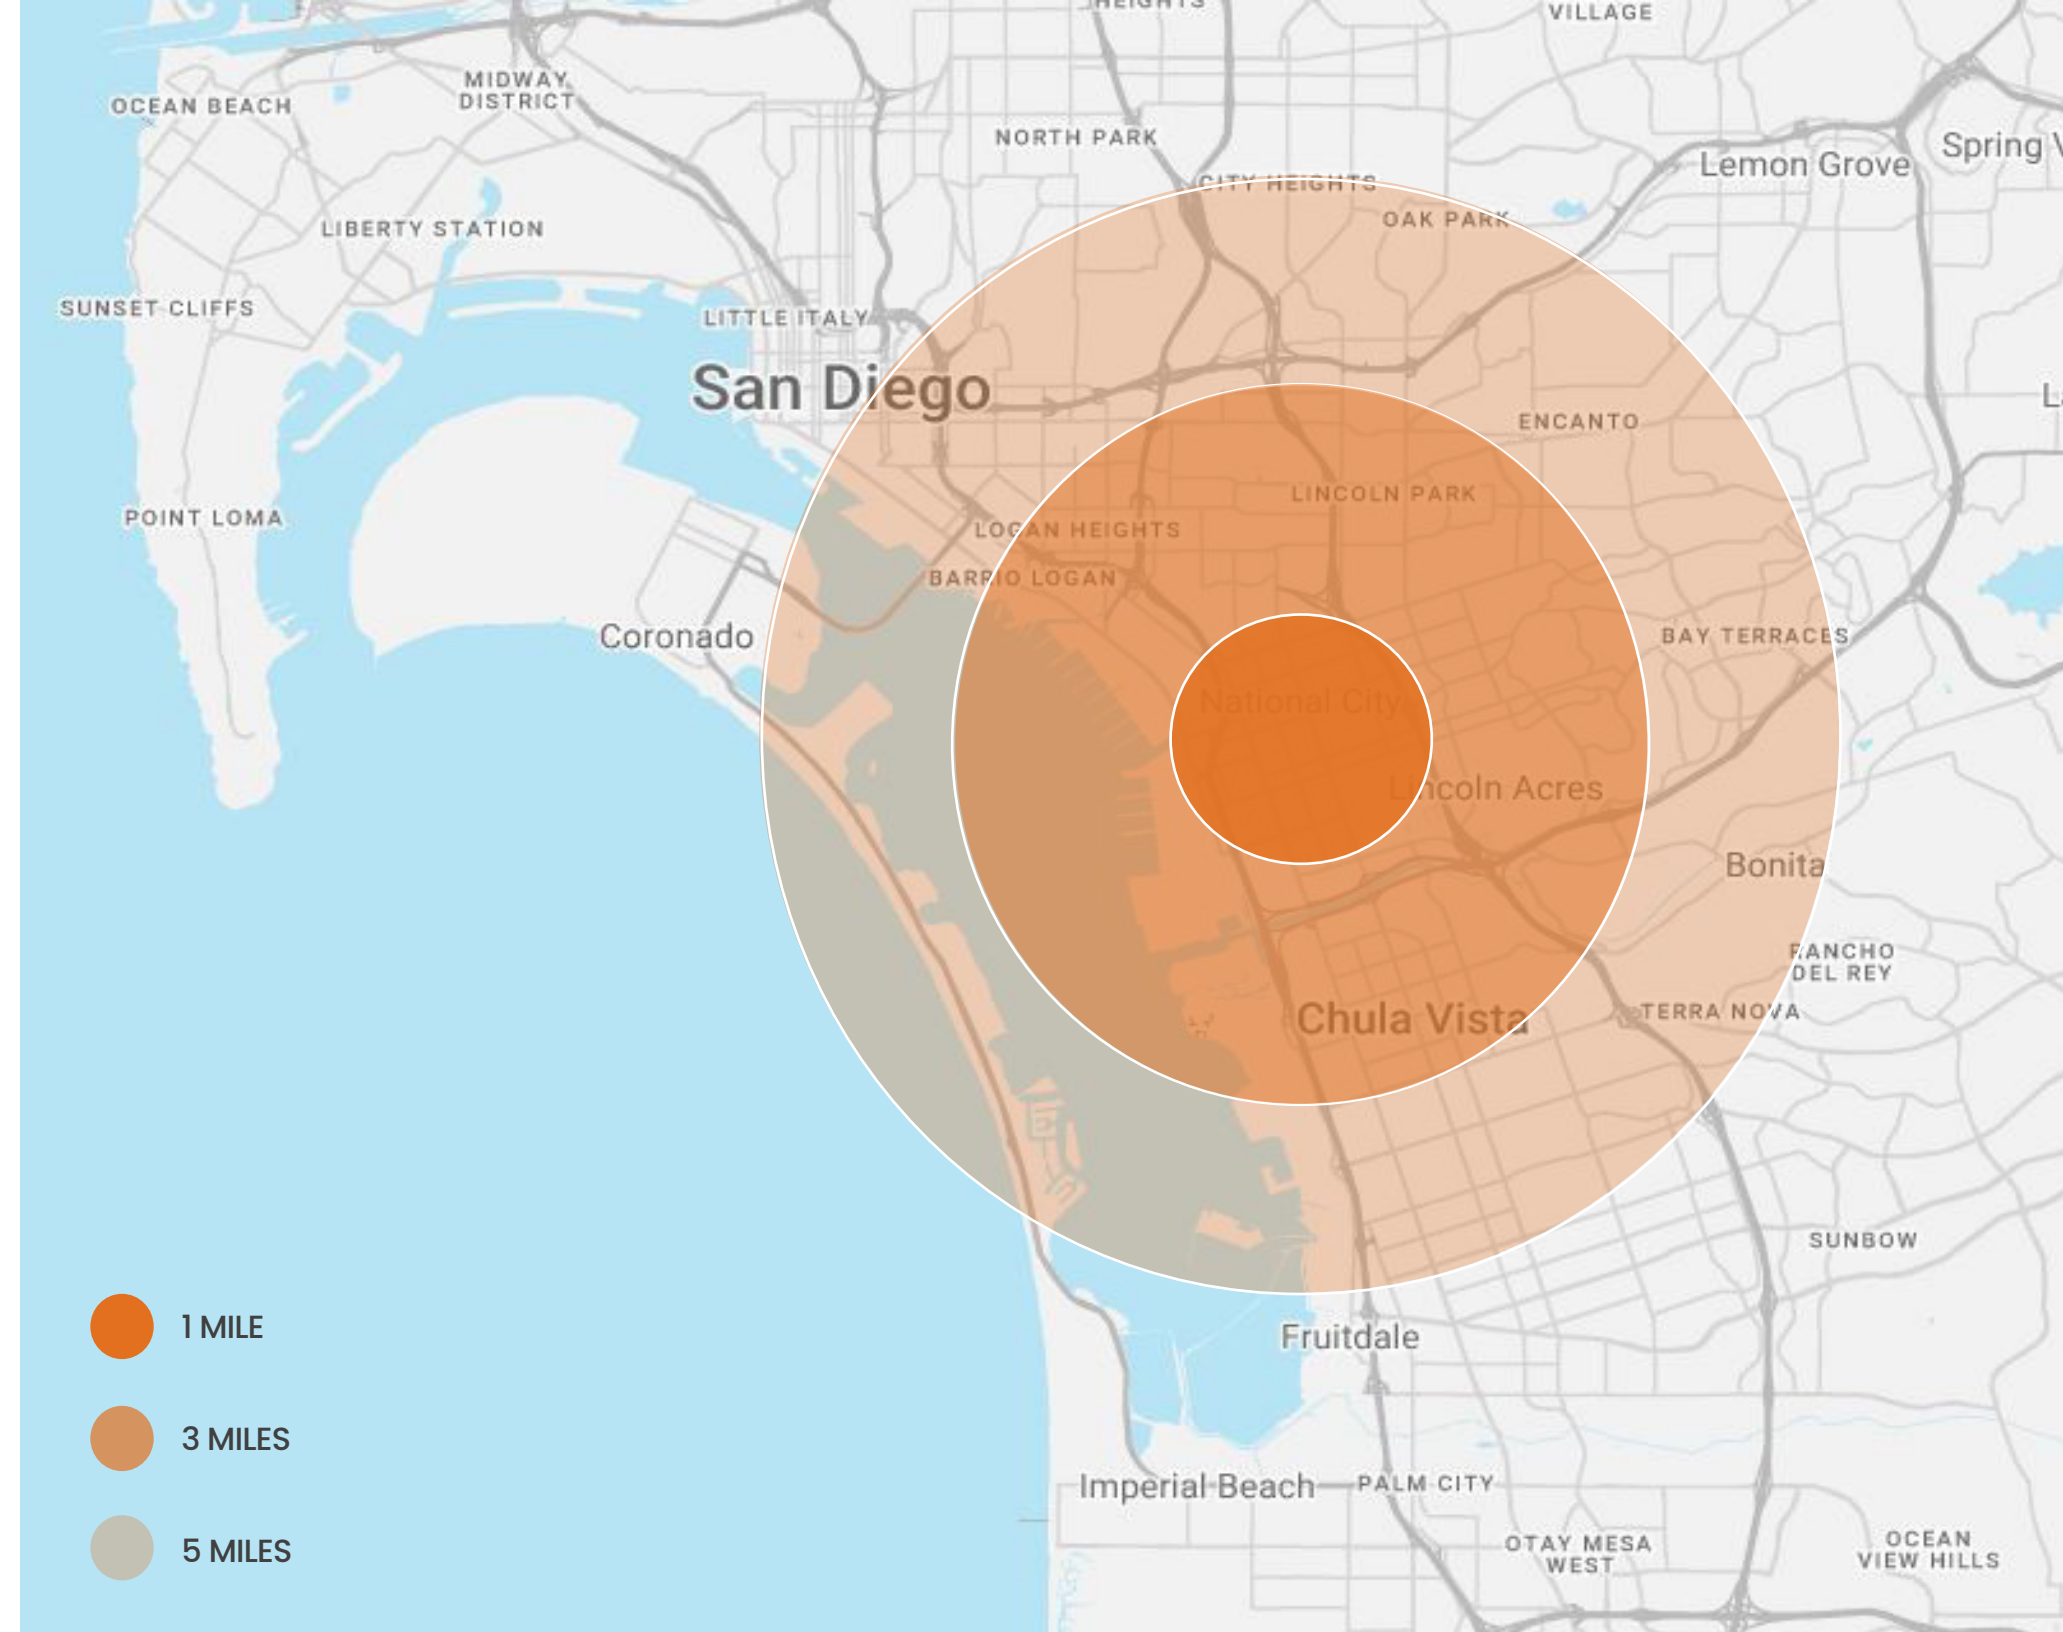 HEIGHTS
VILLAGE
MIDWAY
DISTRICT
OCEAN BEACH
NORTH PARK
Spring
Lemon Grove
CITY HEIGHTS
OAK PARK
LIBERTY STATION
SUNSET CLIFFS
LITTLE ITALY
San Diego
ENCANTO
LINCOLN PARK
POINT LOMA
LOGAN HEIGHTS
BARRIO LOGAN
Coronado
BAY TERRACES
National City
Lincoln Acres
Bonita
RANCHO
DEL REY
TERRA NOVA
Chula Vista
SUNBOW
1 MILE
Fruitdale
3 MILES
Imperial Beach
PALM CITY
5 MILES
OTAY MESA
WEST
OCEAN
VIEW HILLS